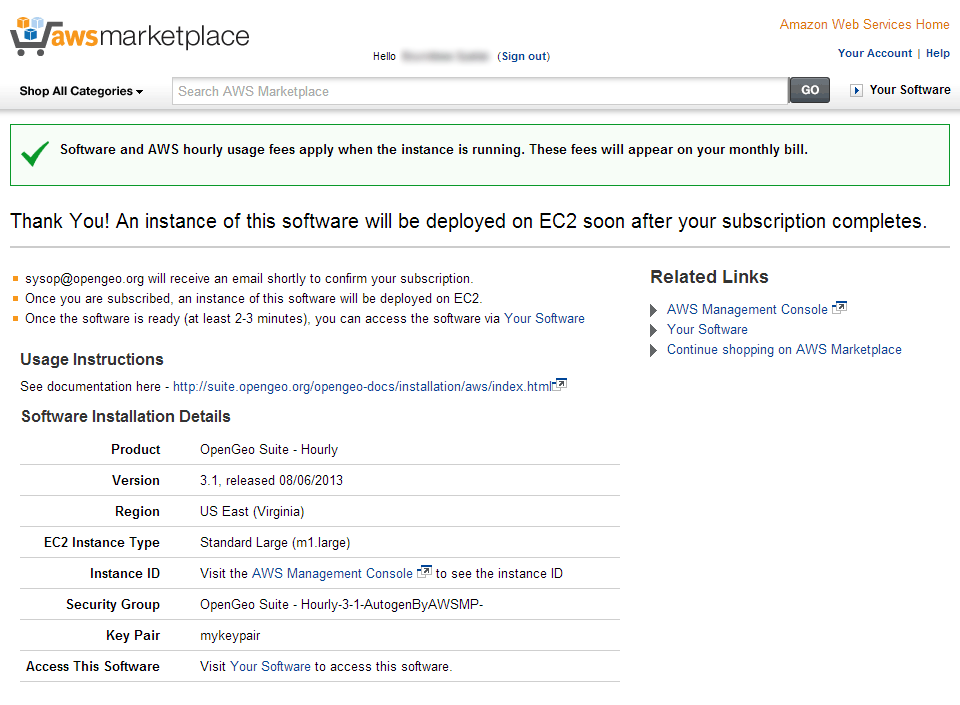 awsmarketplace
Amazon Web Services Home
Hello (Sign out)
Your Account | Help
Shop All Categories
Search AWS Marketplace
GO
Your Software
Software and AWS hourly usage fees apply when the instance is running. These fees will appear on your monthly bill.
Thank You! An instance of this software will be deployed on EC2 soon after your subscription completes.
sysop@opengeo.org will receive an email shortly to confirm your subscription.
Once you are subscribed, an instance of this software will be deployed on EC2.
Once the software is ready (at least 2-3 minutes), you can access the software via Your Software
Related Links
AWS Management Console
Your Software
Continue shopping on AWS Marketplace
Usage Instructions
See documentation here - http://suite.opengeo.org/opengeo-docs/installation/aws/index.html
Software Installation Details
Product OpenGeo Suite - Hourly
Version 3.1, released 08/06/2013
Region US East (Virginia)
EC2 Instance Type Standard Large (m1.large)
Instance ID Visit the AWS Management Console to see the instance ID
Security Group OpenGeo Suite - Hourly-3-1-AutogenByAWSMP-
Key Pair mykeypair
Access This Software Visit Your Software to access this software.